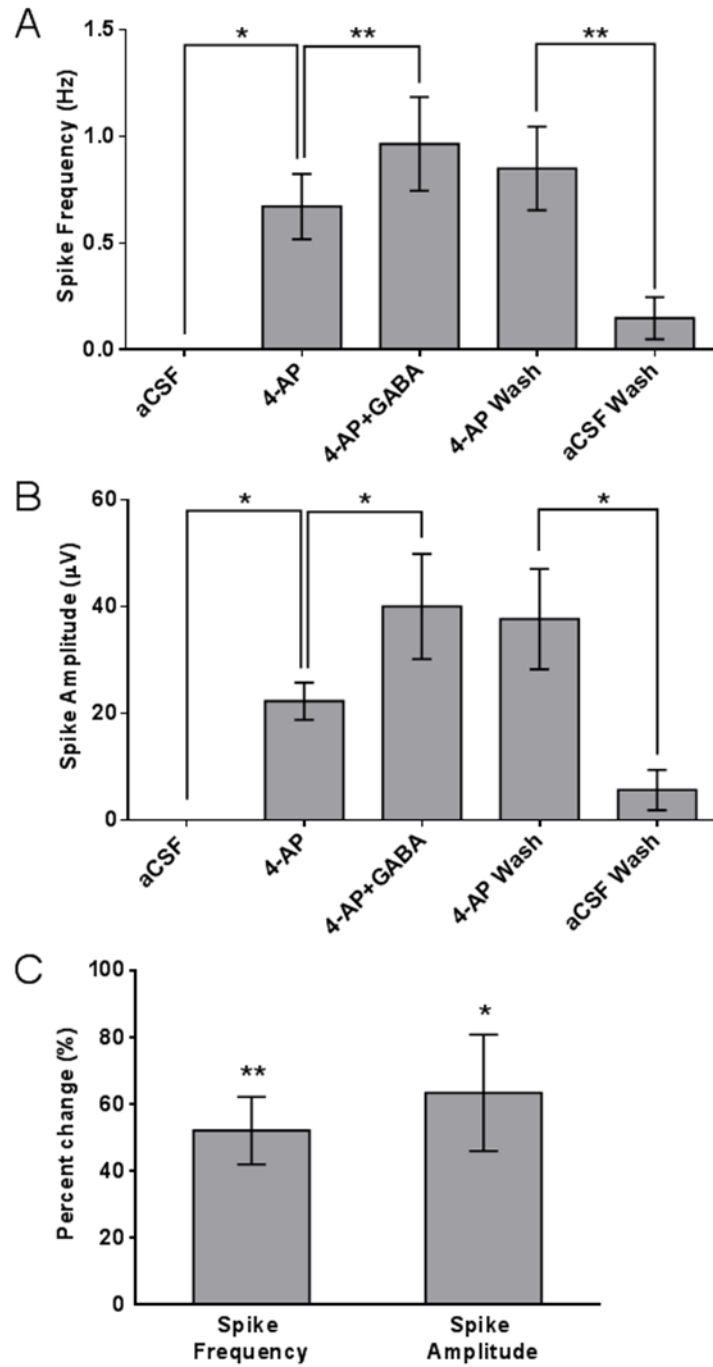 A
Spike Frequency (Hz)
1.5
1.0
0.5
0.0
*
**
**
aCSF
4-AP
4-AP+GABA
4-AP Wash
aCSF Wash
B
Spike Amplitude (µV)
60
40
20
0
*
*
*
aCSF
4-AP
4-AP+GABA
4-AP Wash
aCSF Wash
C
Percent change (%)
100
80
60
40
20
0
**
*
Spike
Frequency
Spike
Amplitude